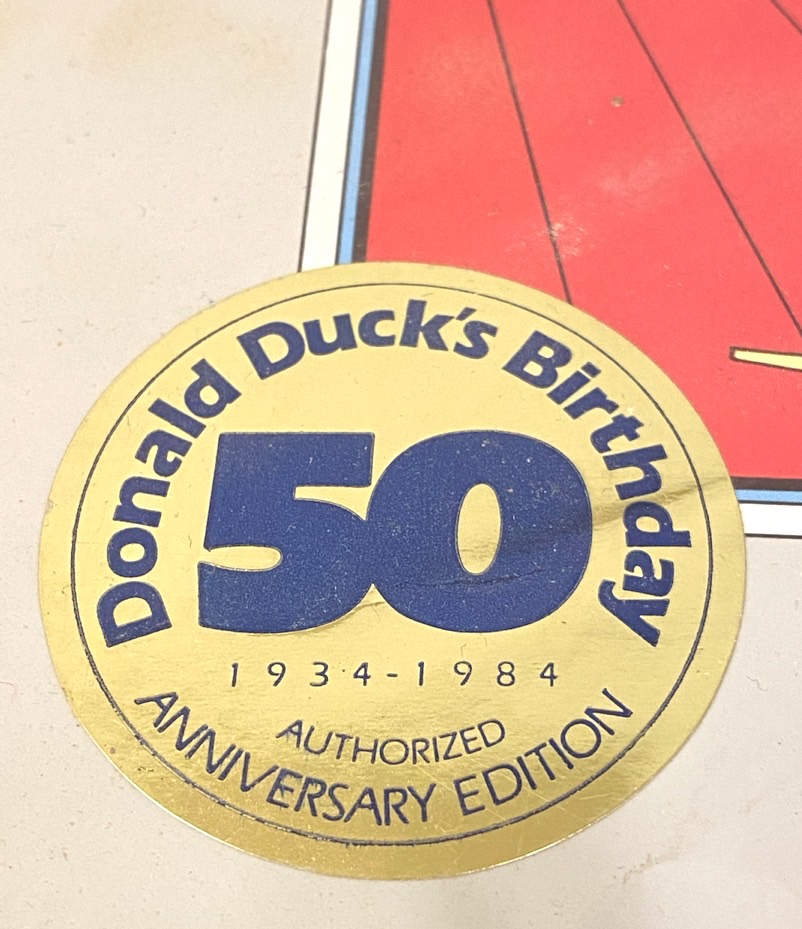 Donald Duck's Birthday
50
1934-1984
AUTHORIZED
ANNIVERSARY EDITION